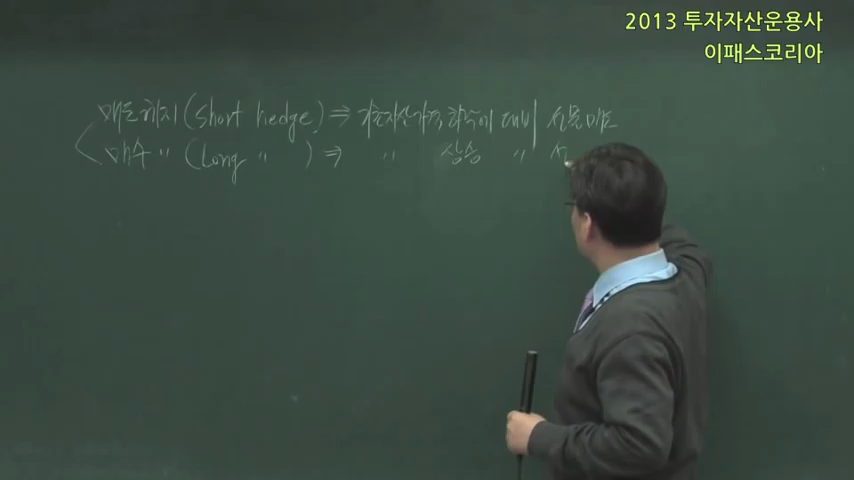 2013 투자자산운용사
이패스코리아
매도헤지 (short hedge) ⇒ 기초자산가격 하락에 대비 선물매도
매수 〃 (long 〃 ) ⇒ 〃 상승 〃 선